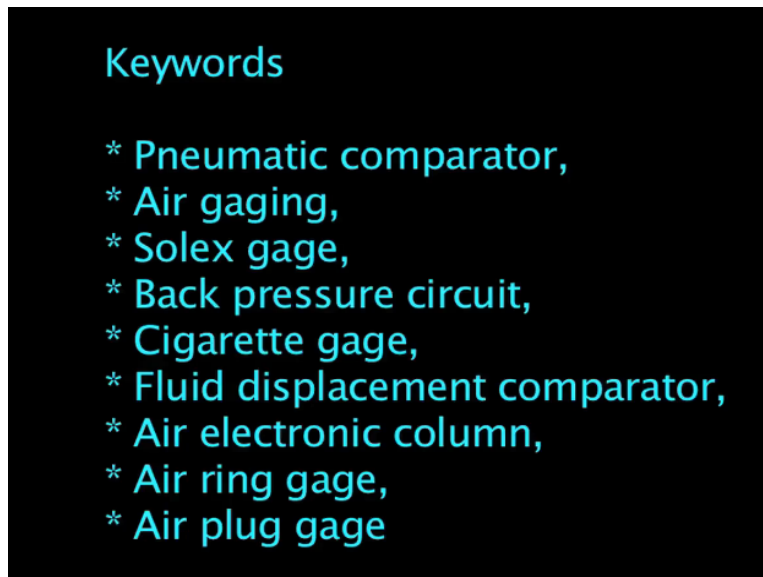 Keywords
* Pneumatic comparator,
* Air gaging,
* Solex gage,
* Back pressure circuit,
* Cigarette gage,
* Fluid displacement comparator,
* Air electronic column,
* Air ring gage,
* Air plug gage